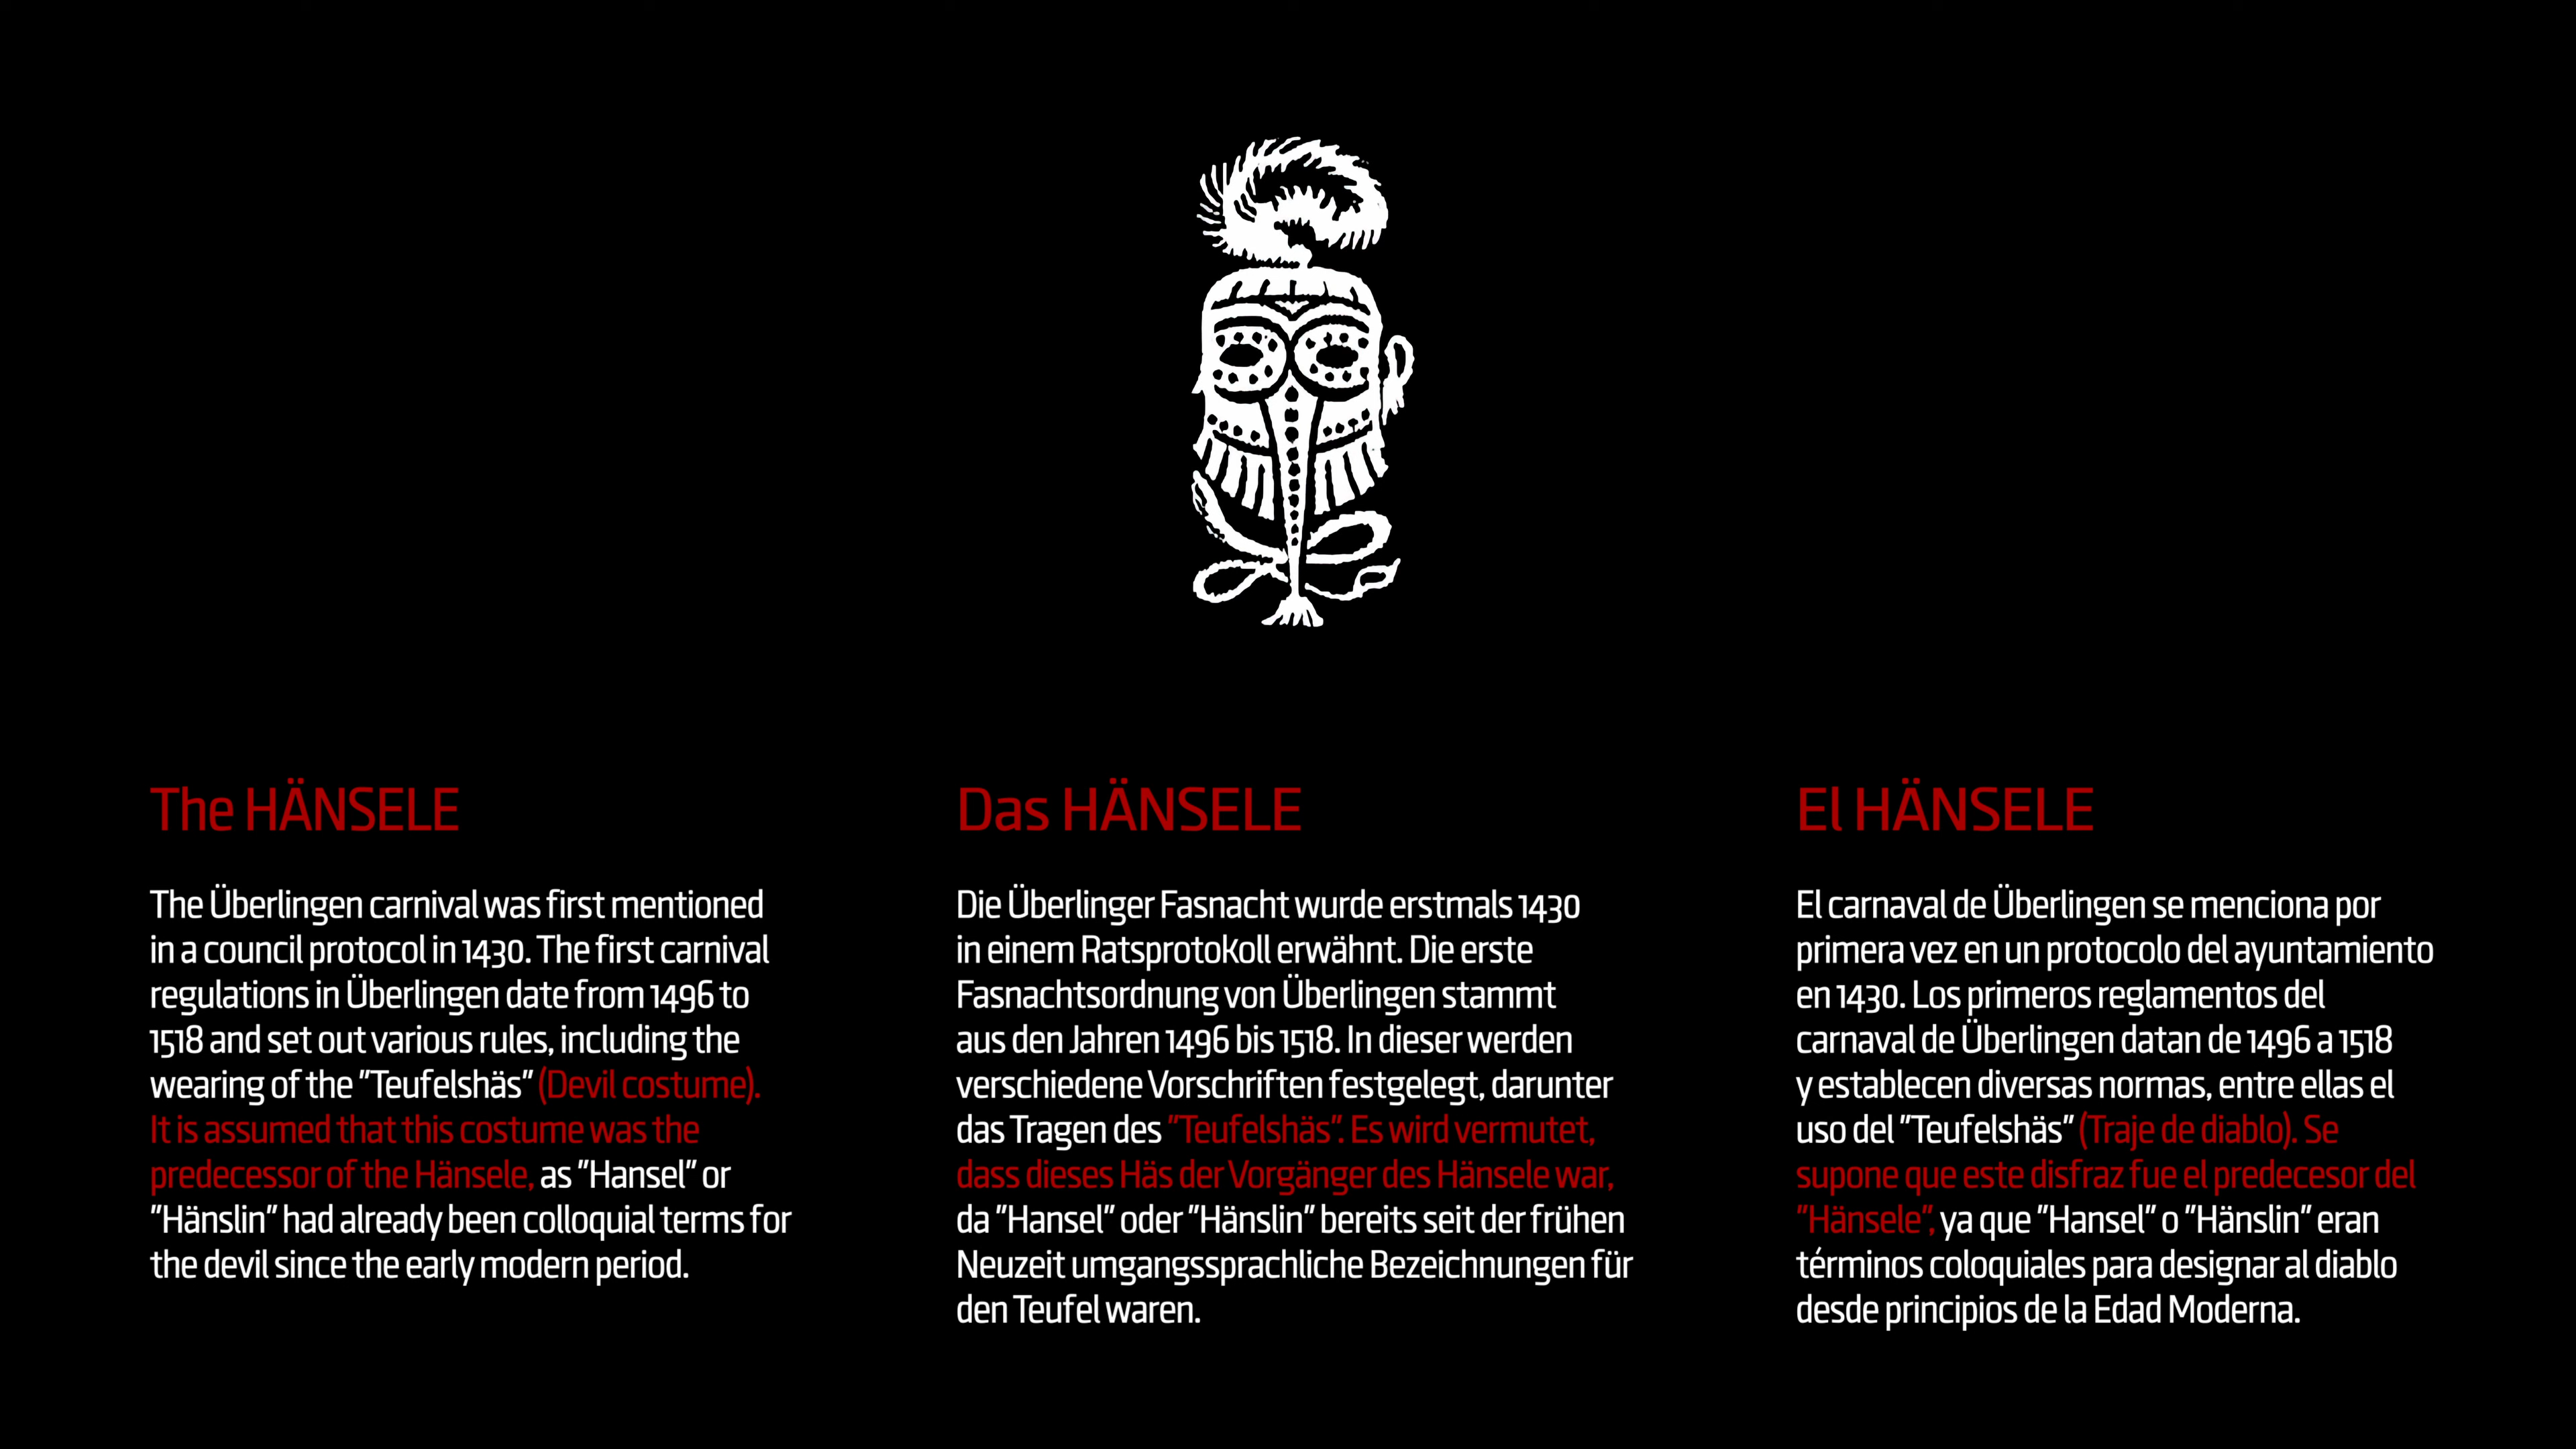 The HÄNSELE
The Überlingen carnival was first mentioned
in a council protocol in 1430. The first carnival
regulations in Überlingen date from 1496 to
1518 and set out various rules, including the
wearing of the "Teufelshäs" (Devil costume).
It is assumed that this costume was the
predecessor of the Hänsele, as "Hansel" or
"Hänslin" had already been colloquial terms for
the devil since the early modern period.
Das HÄNSELE
Die Überlinger Fasnacht wurde erstmals 1430
in einem Ratsprotokoll erwähnt. Die erste
Fasnachtsordnung von Überlingen stammt
aus den Jahren 1496 bis 1518. In dieser werden
verschiedene Vorschriften festgelegt, darunter
das Tragen des "Teufelshäs". Es wird vermutet,
dass dieses Häs der Vorgänger des Hänsele war,
da "Hansel" oder "Hänslin" bereits seit der frühen
Neuzeit umgangssprachliche Bezeichnungen für
den Teufel waren.
El HÄNSELE
El carnaval de Überlingen se menciona por
primera vez en un protocolo del ayuntamiento
en 1430. Los primeros reglamentos del
carnaval de Überlingen datan de 1496 a 1518
y establecen diversas normas, entre ellas el
uso del "Teufelshäs" (Traje de diablo). Se
supone que este disfraz fue el predecesor del
"Hänsele", ya que "Hansel" o "Hänslin" eran
términos coloquiales para designar al diablo
desde principios de la Edad Moderna.